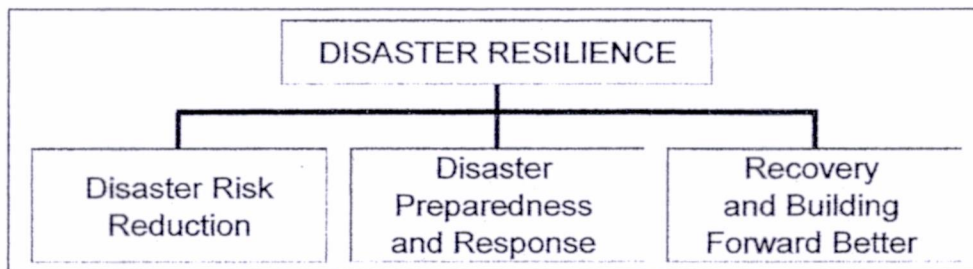 DISASTER RESILIENCE
Disaster Risk
Reduction
Disaster
Preparedness
and Response
Recovery
and Building
Forward Better